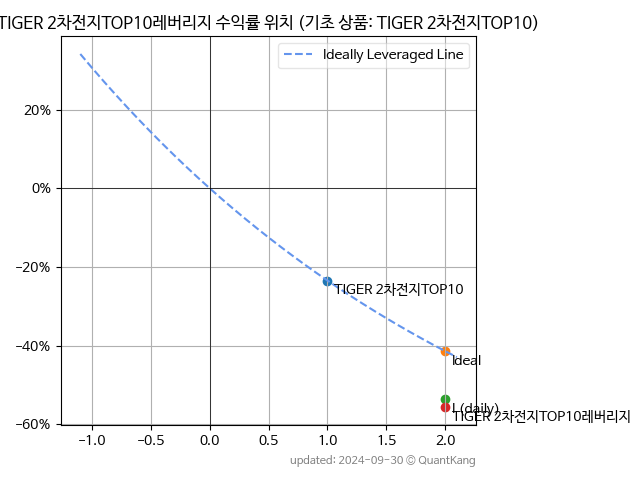 TIGER 2차전지TOP10레버리지 수익률 위치 (기초 상품: TIGER 2차전지TOP10)
Ideally Leveraged Line
20%
0%
−20%
−40%
−60%
TIGER 2차전지TOP10
Ideal
L(daily)
TIGER 2차전지TOP10레버리지
−1.0 −0.5 0.0 0.5 1.0 1.5 2.0
updated: 2024-09-30 © QuantKang